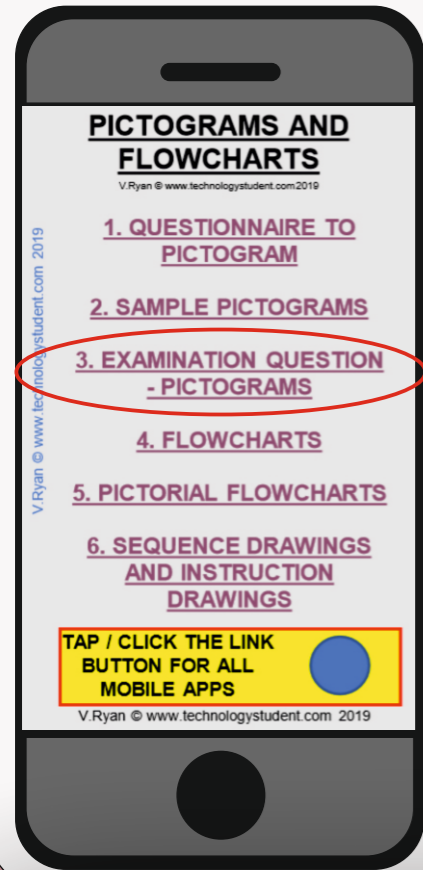 PICTOGRAMS AND
FLOWCHARTS
V.Ryan © www.technologystudent.com 2019
V.Ryan © www.technologystudent.com 2019
1. QUESTIONNAIRE TO
PICTOGRAM
2. SAMPLE PICTOGRAMS
3. EXAMINATION QUESTION
- PICTOGRAMS
4. FLOWCHARTS
5. PICTORIAL FLOWCHARTS
6. SEQUENCE DRAWINGS
AND INSTRUCTION
DRAWINGS
TAP / CLICK THE LINK
BUTTON FOR ALL
MOBILE APPS
V.Ryan © www.technologystudent.com 2019